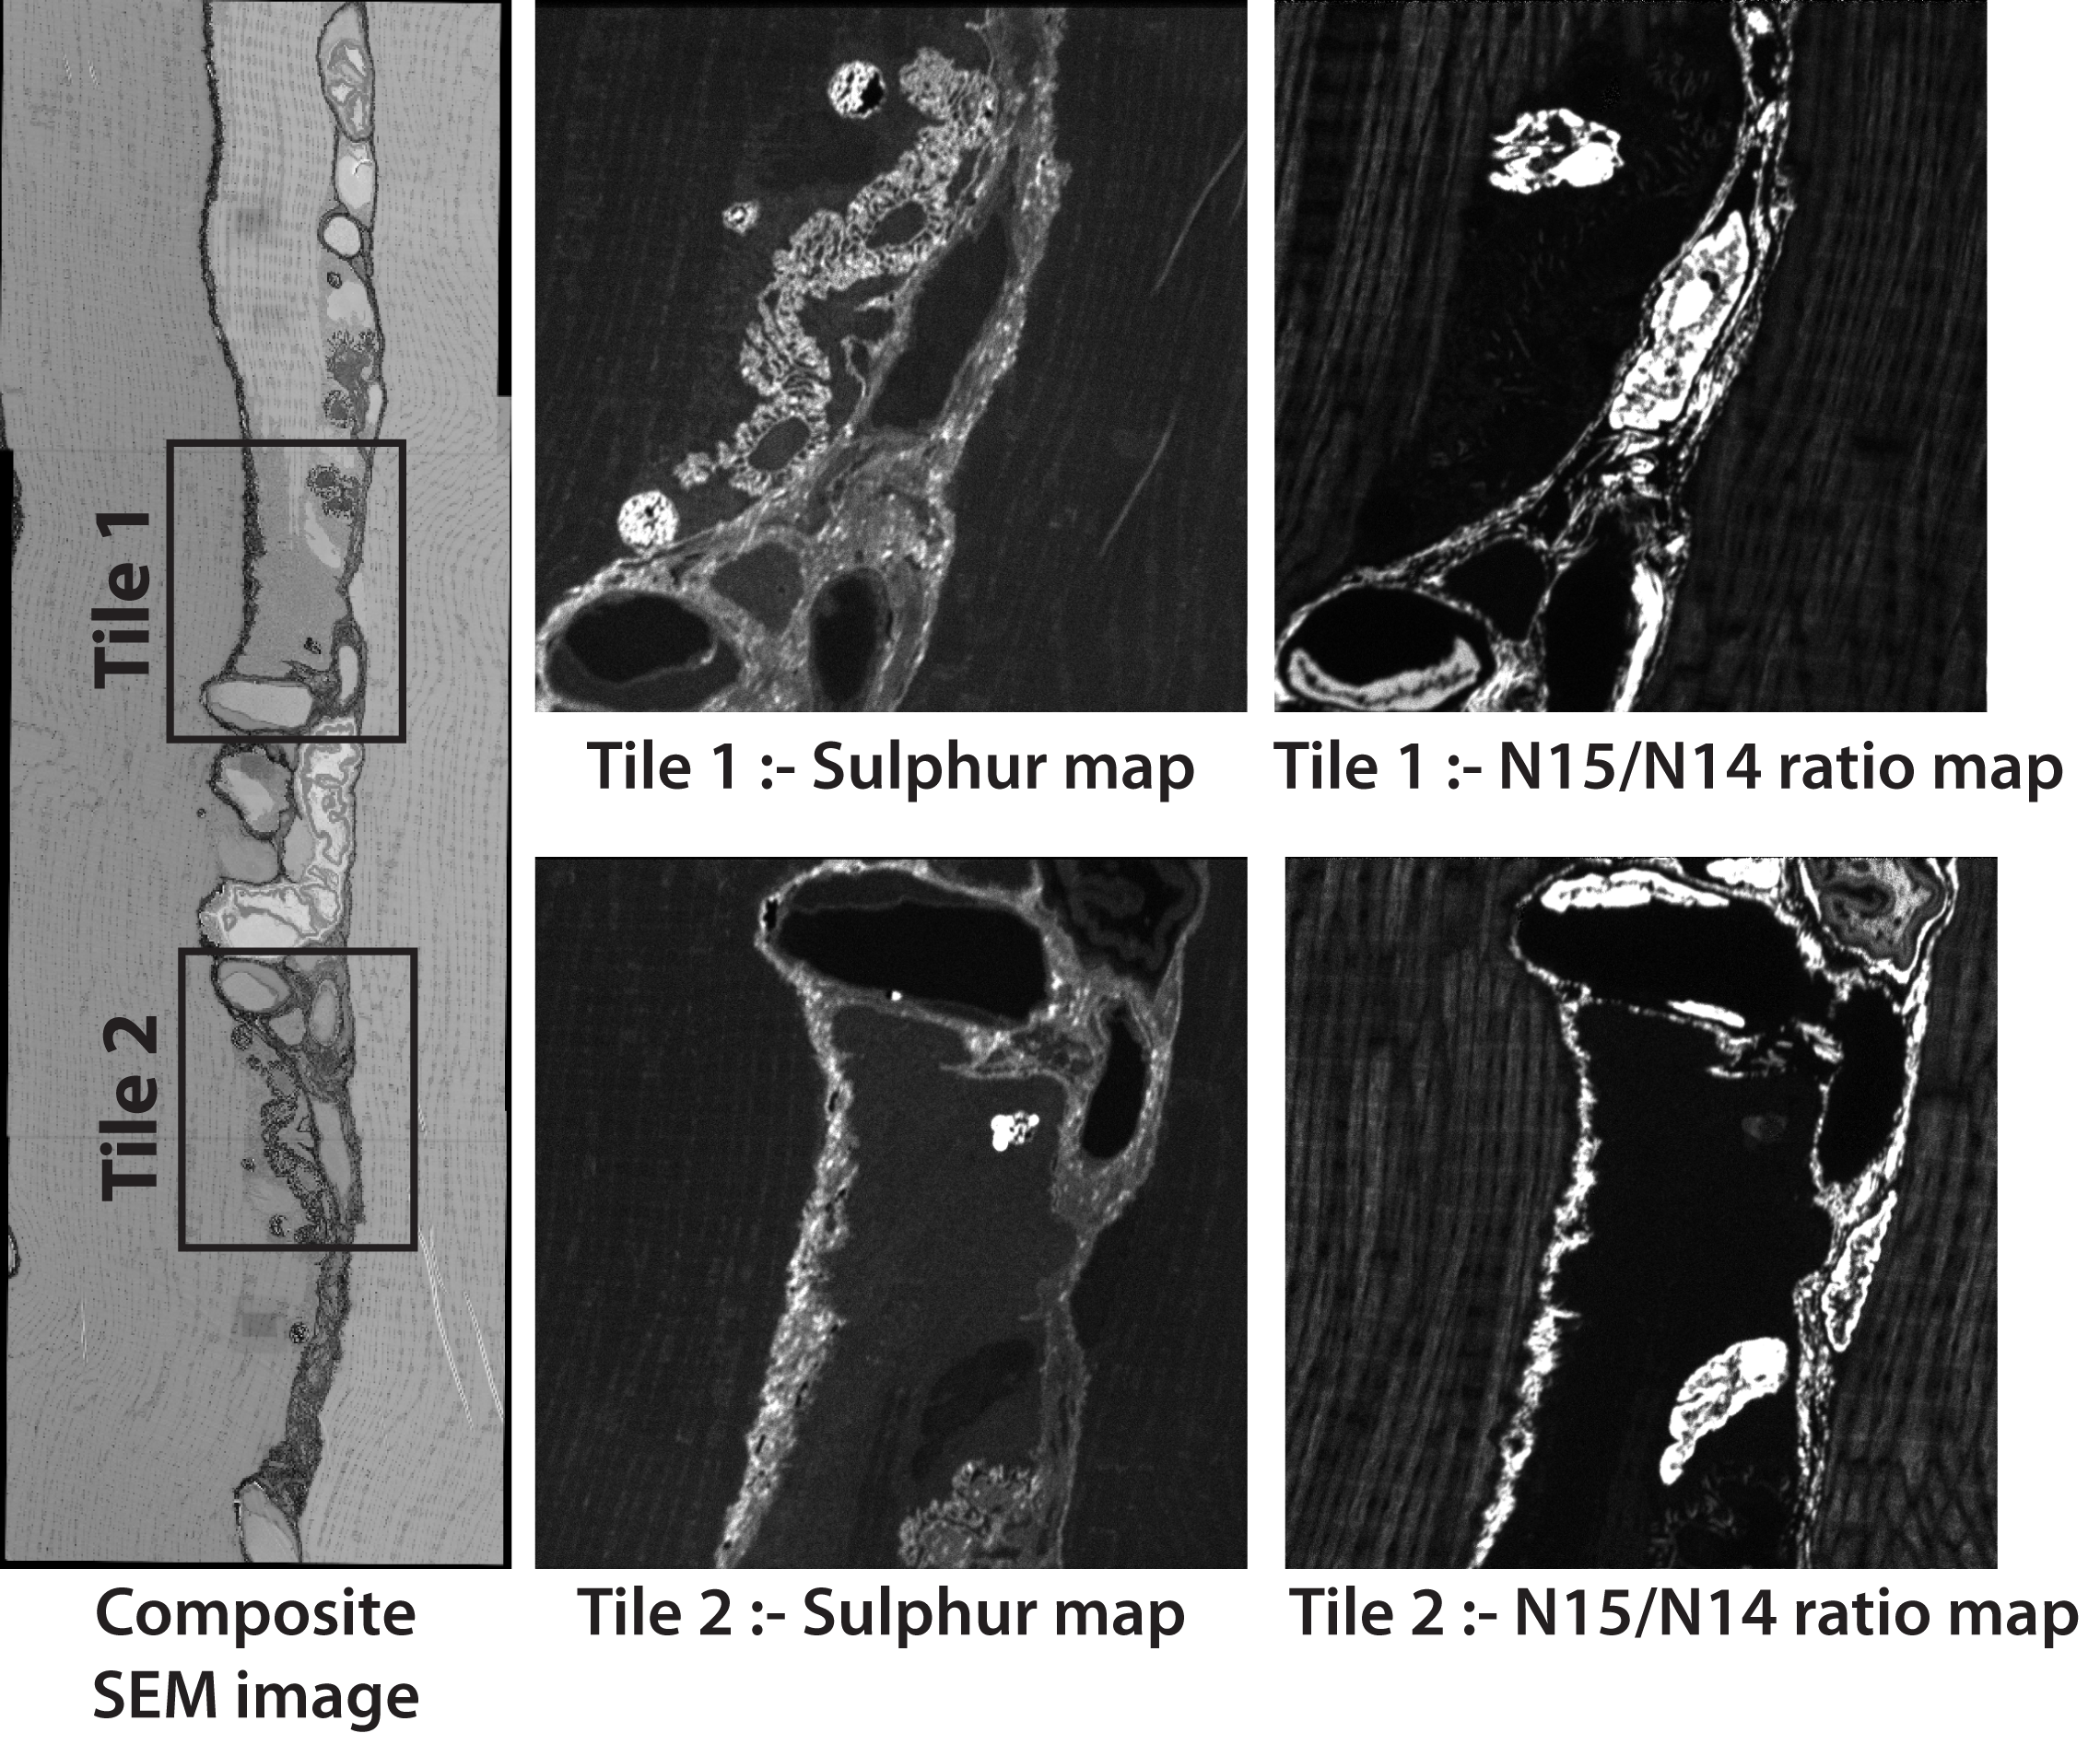 Tile 1
Tile 2
Tile 1 :- Sulphur map
Tile 1 :- N15/N14 ratio map
Tile 2 :- Sulphur map
Tile 2 :- N15/N14 ratio map
Composite
SEM image